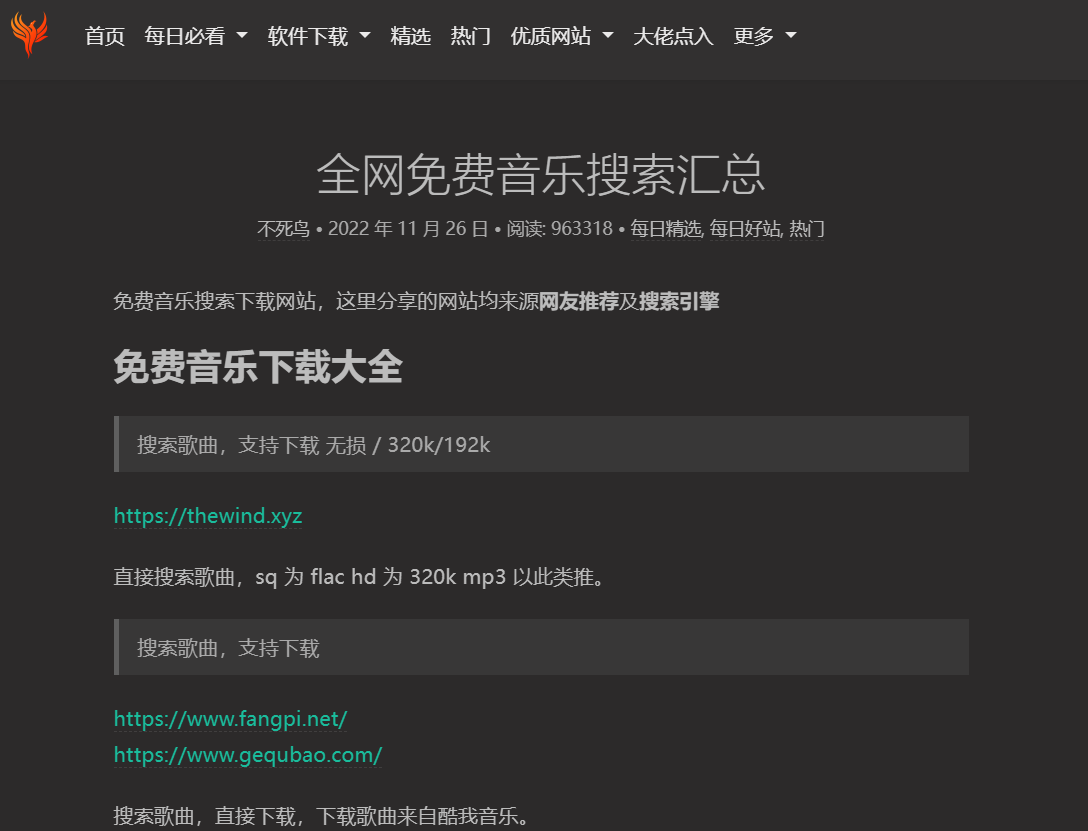 首页 每日必看 软件下载 精选 热门 优质网站 大佬点入 更多
全网免费音乐搜索汇总
不死鸟 • 2022 年 11 月 26 日 • 阅读: 963318 • 每日精选, 每日好站, 热门
免费音乐搜索下载网站，这里分享的网站均来源网友推荐及搜索引擎
免费音乐下载大全
搜索歌曲，支持下载 无损 / 320k/192k
https://thewind.xyz
直接搜索歌曲，sq 为 flac hd 为 320k mp3 以此类推。
搜索歌曲，支持下载
https://www.fangpi.net/
https://www.gequbao.com/
搜索歌曲，直接下载，下载歌曲来自酷我音乐。